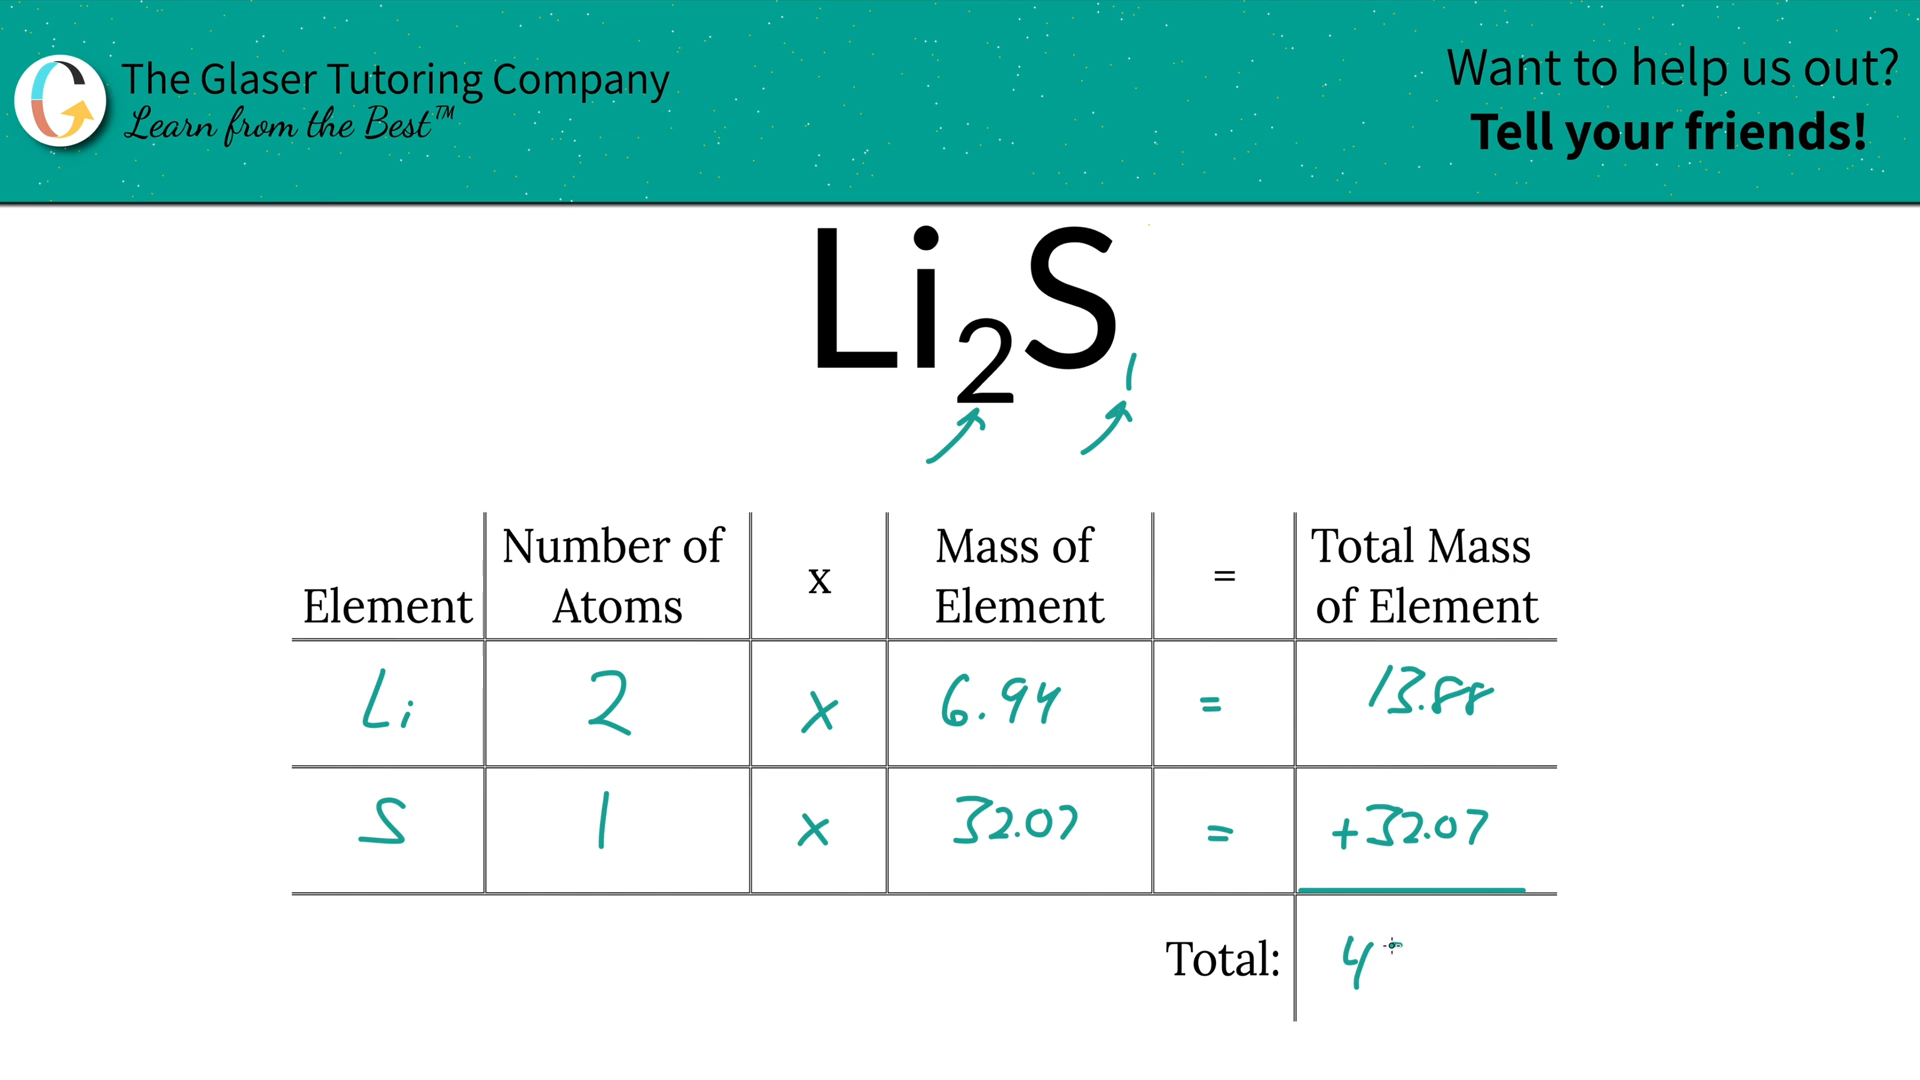 The Glaser Tutoring Company
Learn from the Best™
Want to help us out?
Tell your friends!
Li₂S₁
Element | Number of Atoms | x | Mass of Element | = | Total Mass of Element
Li | 2 | x | 6.94 | = | 13.88
S | 1 | x | 32.07 | = | +32.07
Total: 4